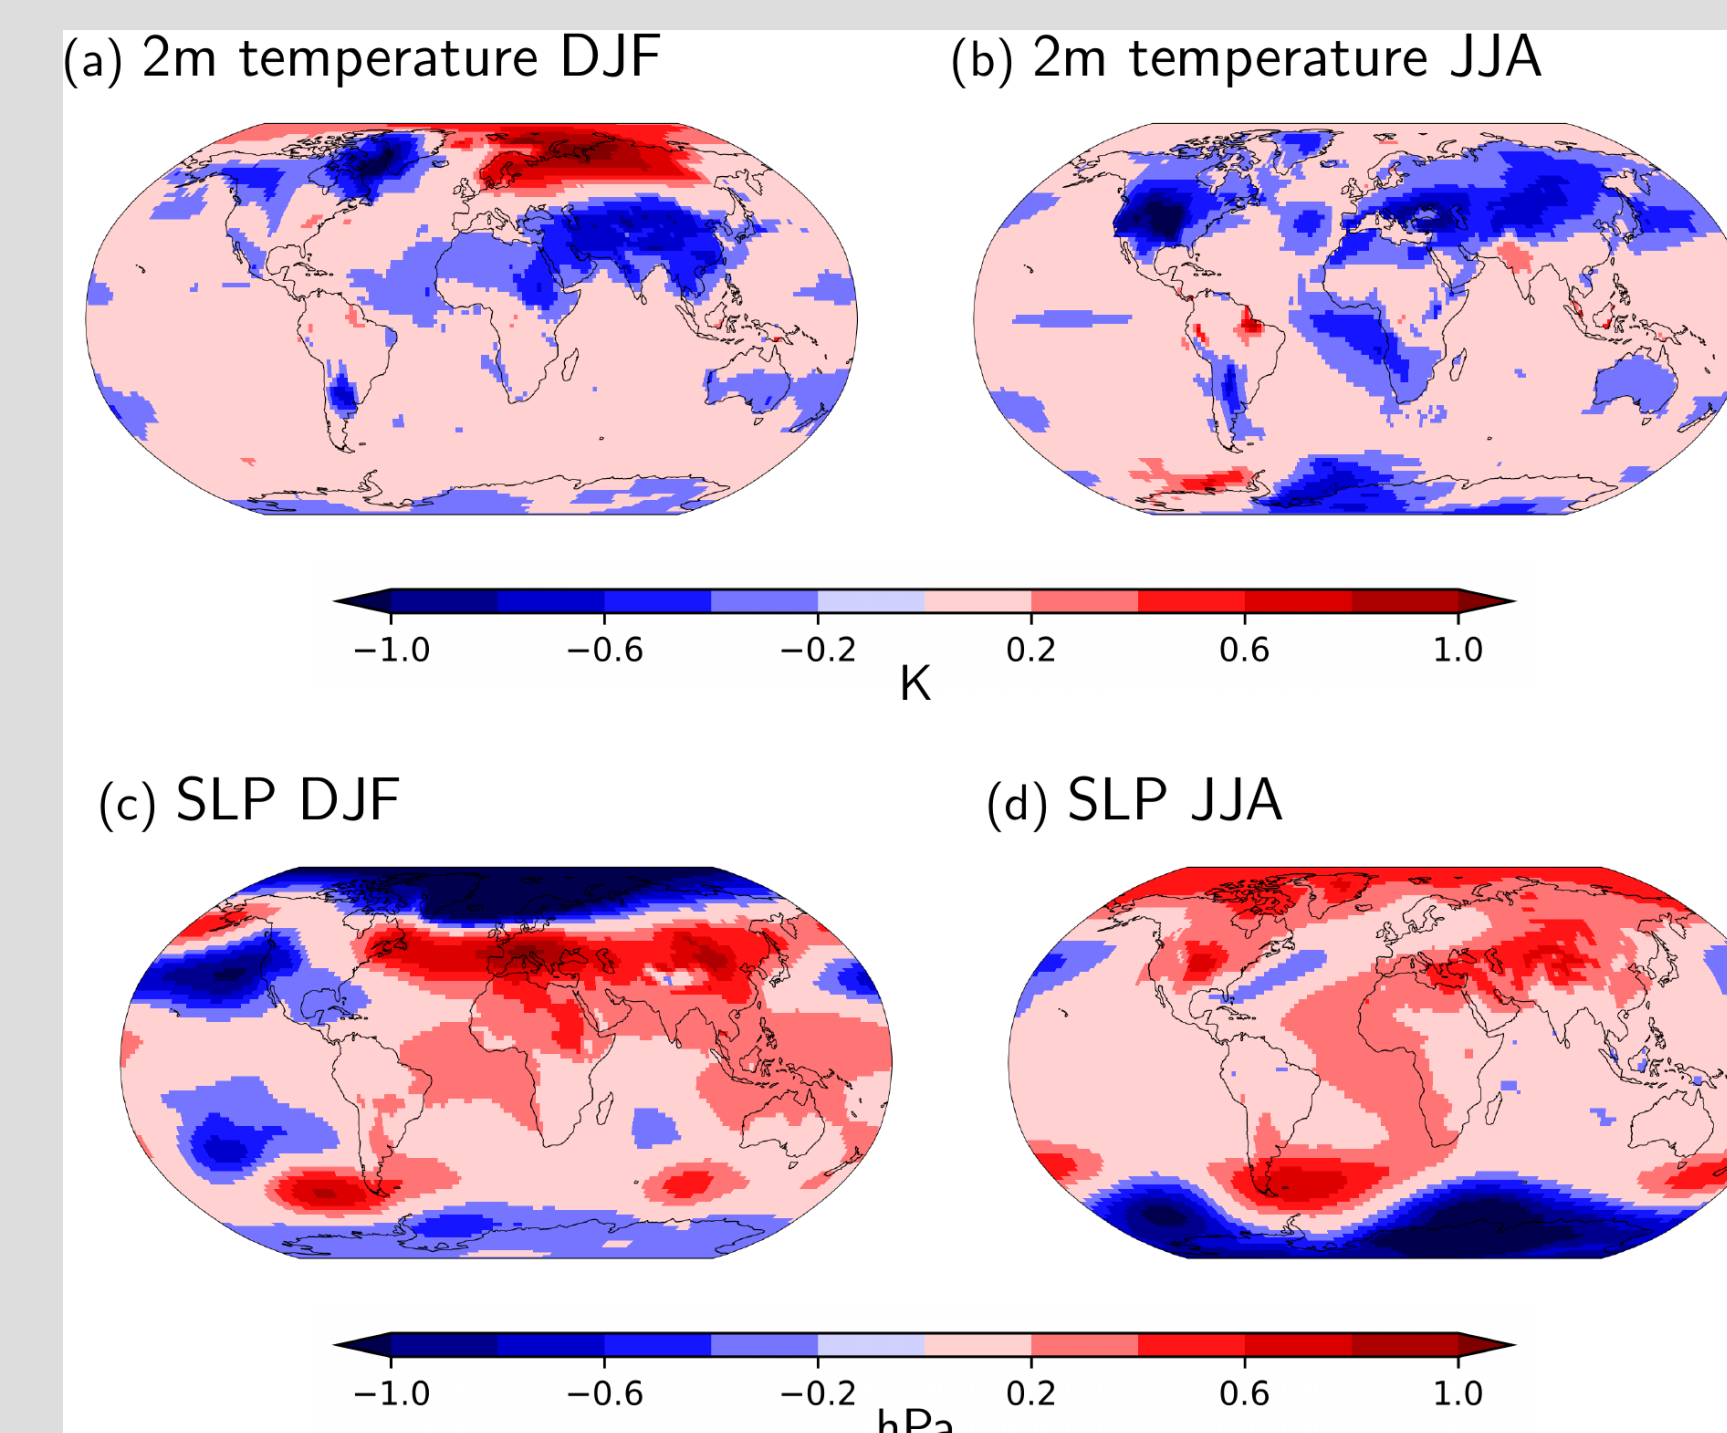 (a) 2m temperature DJF
(b) 2m temperature JJA
−1.0 −0.6 −0.2 0.2 0.6 1.0
K
(c) SLP DJF
(d) SLP JJA
−1.0 −0.6 −0.2 0.2 0.6 1.0
hPa